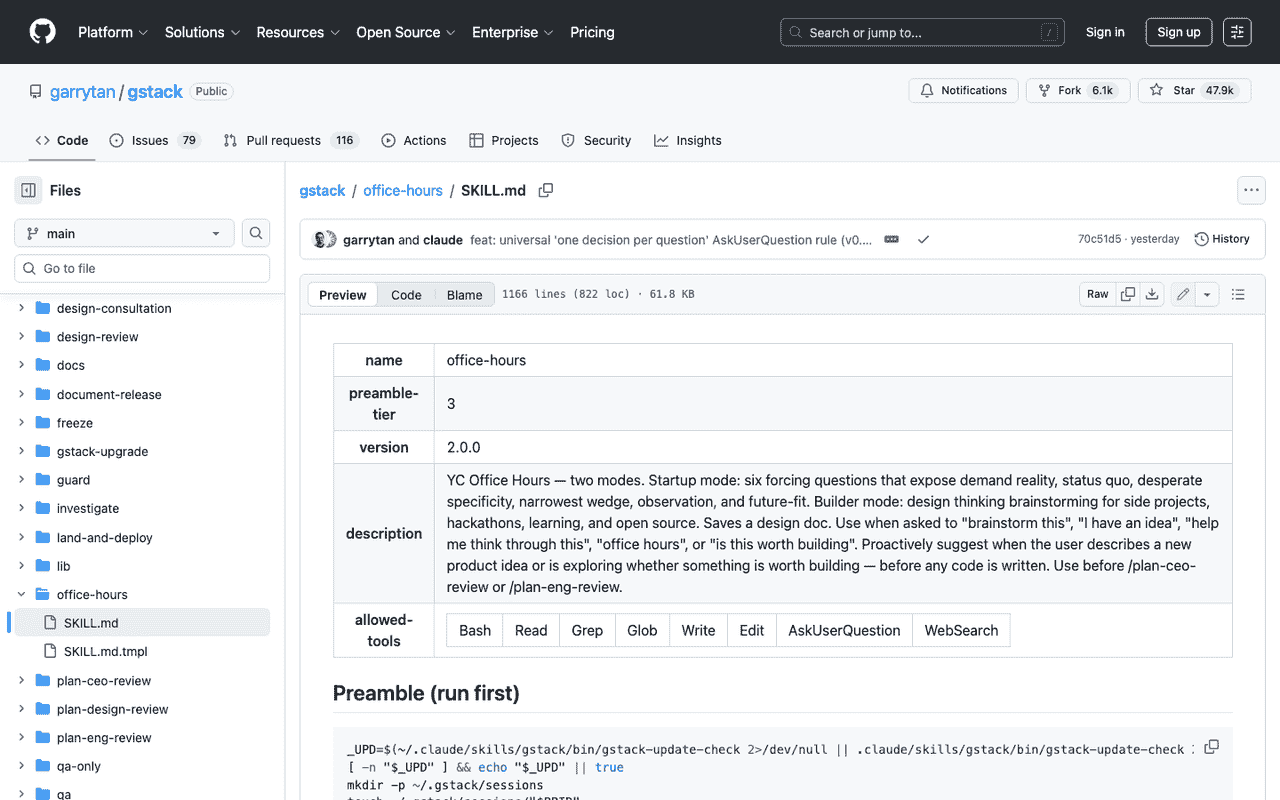 Platform Solutions Resources Open Source Enterprise Pricing Search or jump to... / Sign in Sign up
garrytan / gstack Public Notifications Fork 6.1k Star 47.9k
Code Issues 79 Pull requests 116 Actions Projects Security Insights
Files
main
Go to file
design-consultation
design-review
docs
document-release
freeze
gstack-upgrade
guard
investigate
land-and-deploy
lib
office-hours
SKILL.md
SKILL.md.tmpl
plan-ceo-review
plan-design-review
plan-eng-review
qa-only
qa
gstack / office-hours / SKILL.md
garrytan and claude feat: universal 'one decision per question' AskUserQuestion rule (v0.... 70c51d5 · yesterday History
Preview Code Blame 1166 lines (822 loc) · 61.8 KB Raw
name office-hours
preamble-
tier 3
version 2.0.0
description
YC Office Hours — two modes. Startup mode: six forcing questions that expose demand reality, status quo, desperate
specificity, narrowest wedge, observation, and future-fit. Builder mode: design thinking brainstorming for side projects,
hackathons, learning, and open source. Saves a design doc. Use when asked to "brainstorm this", "I have an idea", "help
me think through this", "office hours", or "is this worth building". Proactively suggest when the user describes a new
product idea or is exploring whether something is worth building — before any code is written. Use before /plan-ceo-
review or /plan-eng-review.
allowed-
tools Bash Read Grep Glob Write Edit AskUserQuestion WebSearch
Preamble (run first)
_UPD=$(~/.claude/skills/gstack/bin/gstack-update-check 2>/dev/null || .claude/skills/gstack/bin/gstack-update-check
[ -n "$_UPD" ] && echo "$_UPD" || true
mkdir -p ~/.gstack/sessions